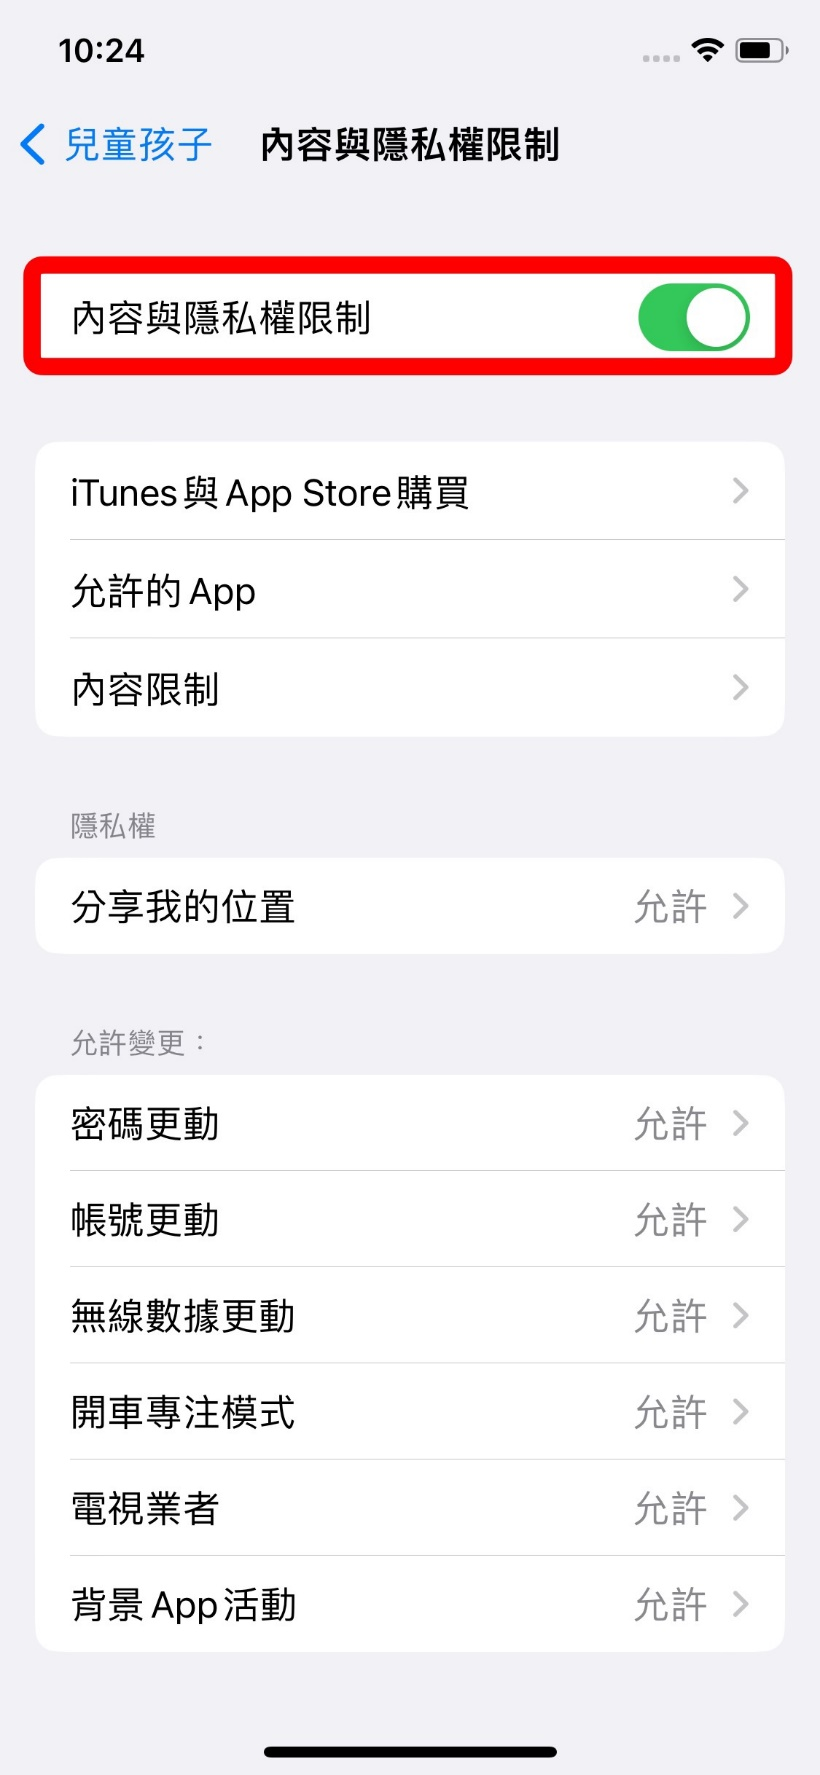 10:24
兒童孩子 內容與隱私權限制
內容與隱私權限制
iTunes與App Store購買
允許的App
內容限制
隱私權
分享我的位置 允許
允許變更：
密碼更動 允許
帳號更動 允許
無線數據更動 允許
開車專注模式 允許
電視業者 允許
背景App活動 允許